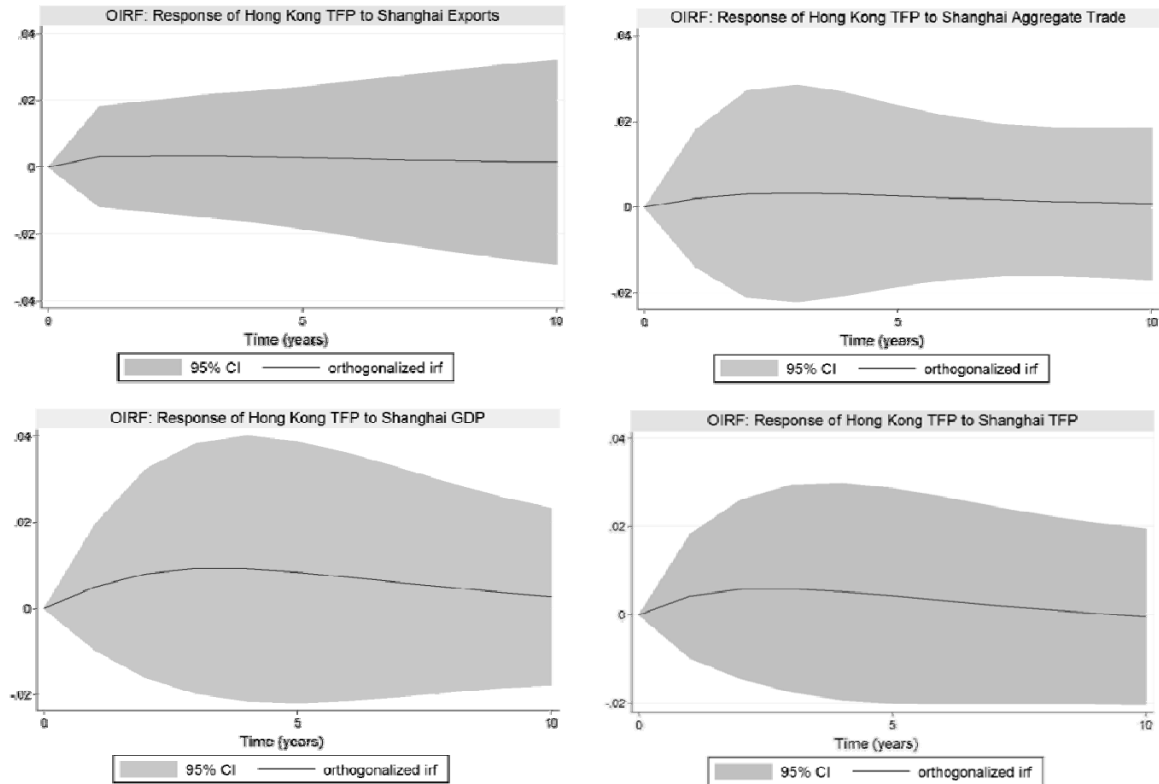 OIRF: Response of Hong Kong TFP to Shanghai Exports
.04
.02
0
-.02
-.04
0 5 10
Time (years)
95% CI orthogonalized irf
OIRF: Response of Hong Kong TFP to Shanghai Aggregate Trade
.04
.02
0
-.02
0 5 10
Time (years)
95% CI orthogonalized irf
OIRF: Response of Hong Kong TFP to Shanghai GDP
.04
.02
0
-.02
0 5 10
Time (years)
95% CI orthogonalized irf
OIRF: Response of Hong Kong TFP to Shanghai TFP
.04
.02
0
-.02
0 5 10
Time (years)
95% CI orthogonalized irf